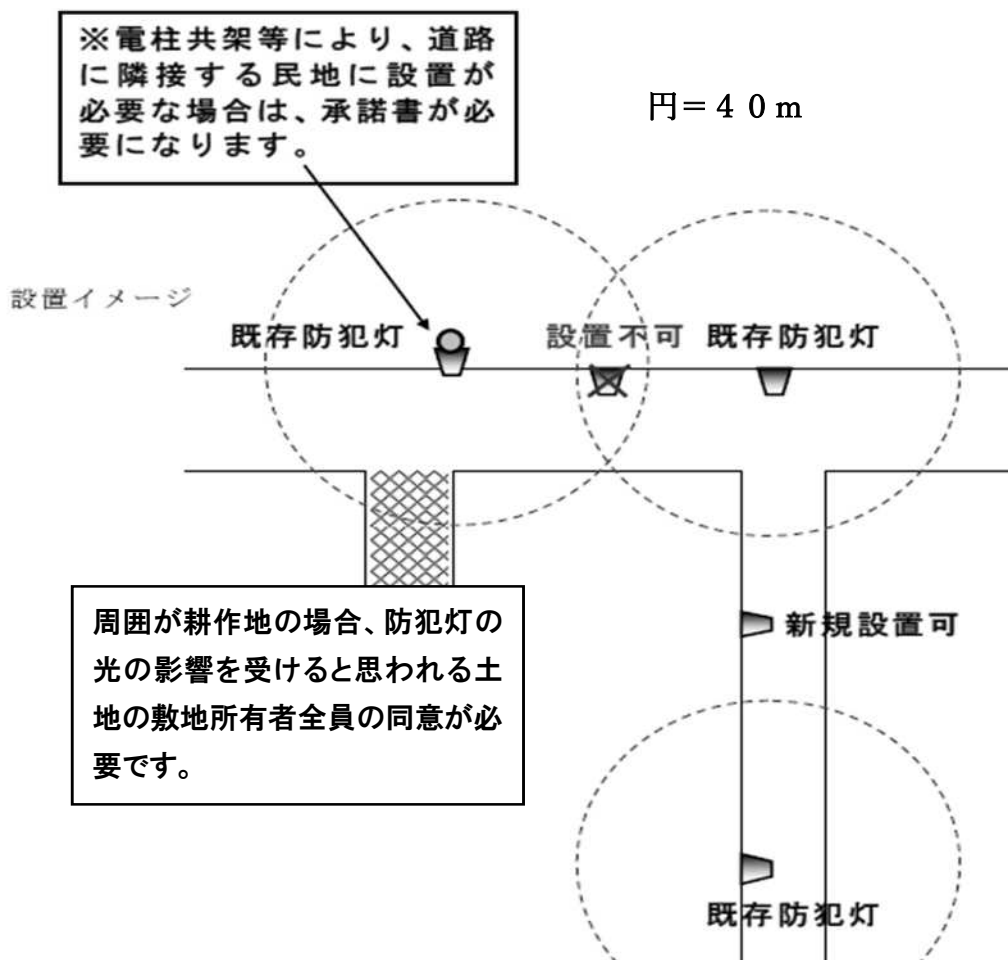 ※電柱共架等により、道路
に隣接する民地に設置が
必要な場合は、承諾書が必
要になります。
円=40m
設置イメージ
既存防犯灯
設置不可
既存防犯灯
新規設置可
周囲が耕作地の場合、防犯灯の
光の影響を受けると思われる土
地の敷地所有者全員の同意が必
要です。
既存防犯灯